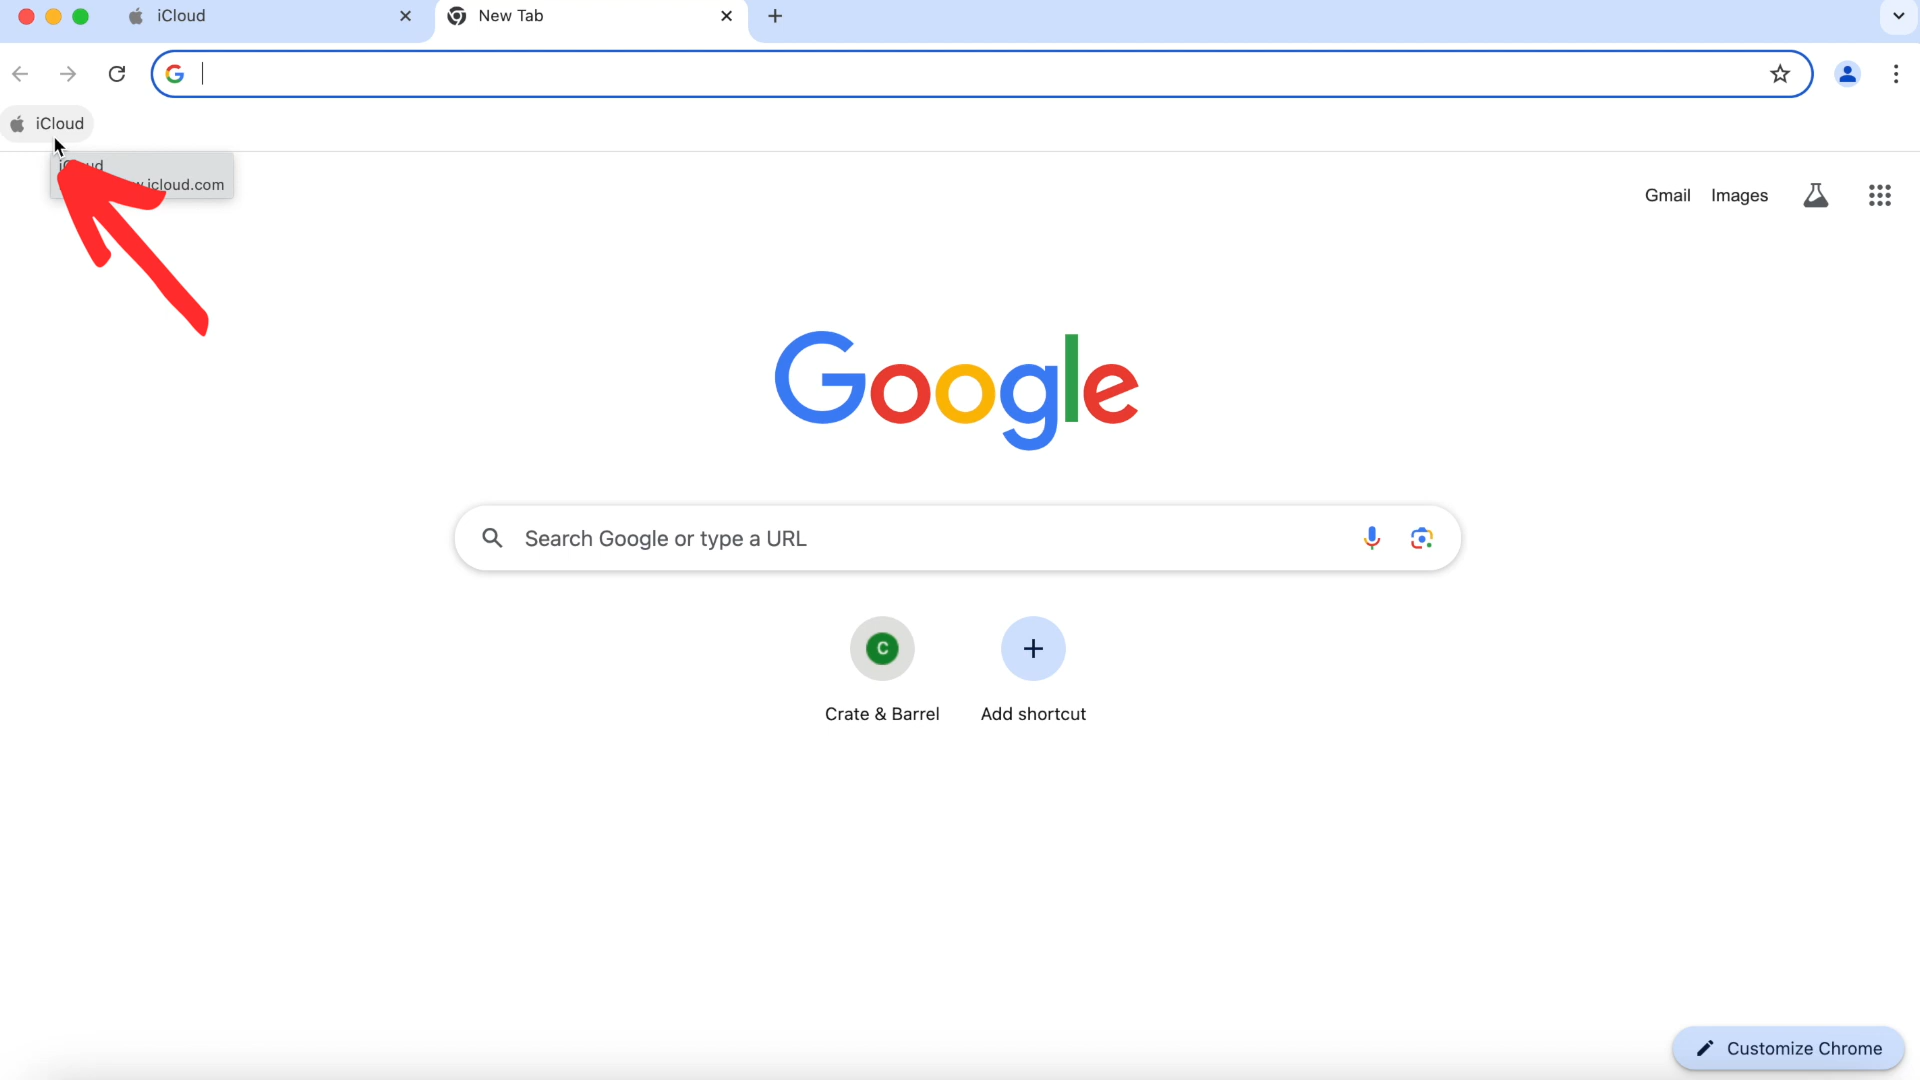 iCloud
New Tab
iCloud
icloud.com
Gmail Images
Google
Search Google or type a URL
C
Crate & Barrel
Add shortcut
Customize Chrome